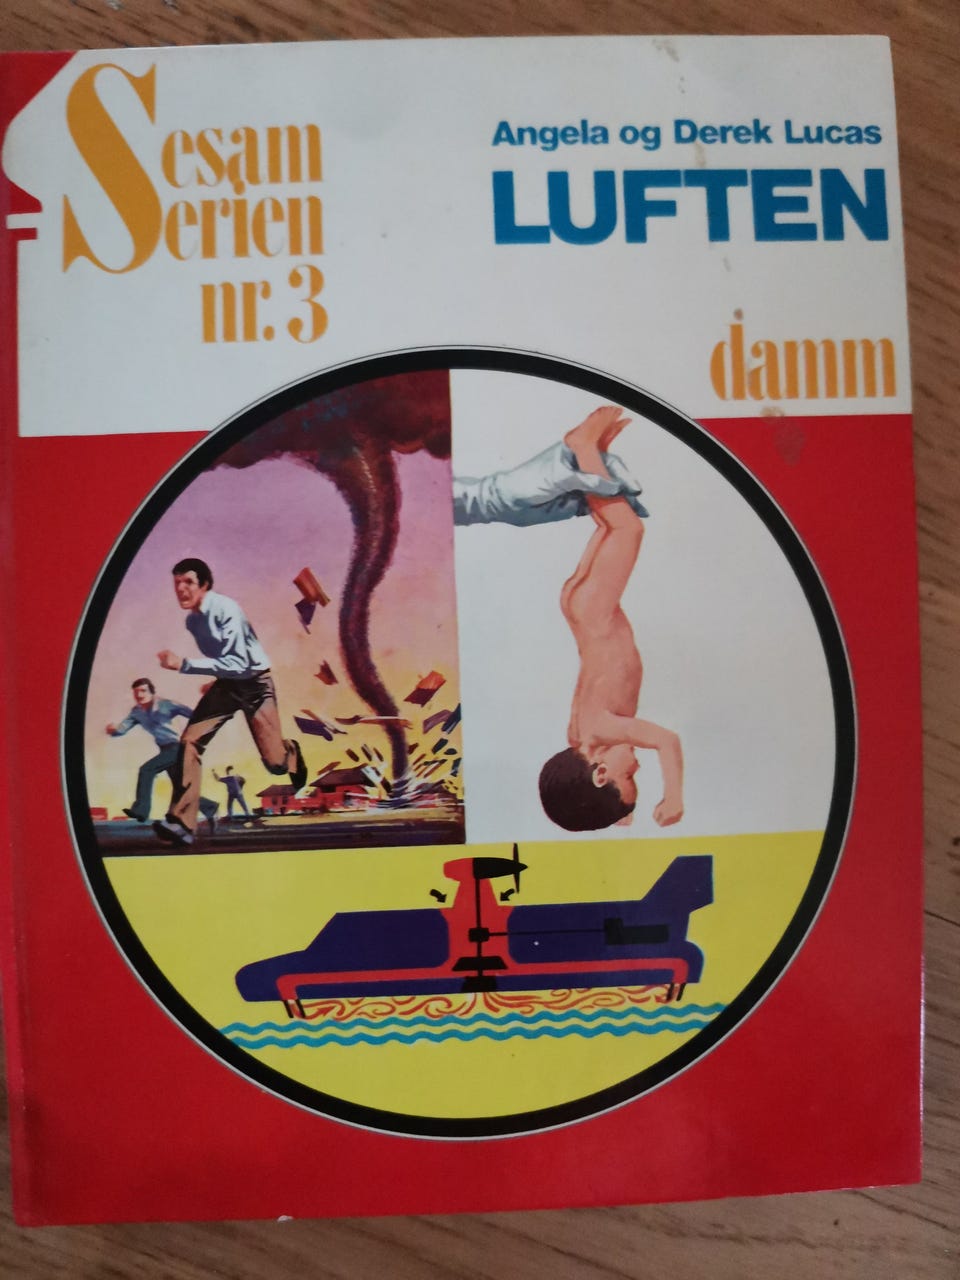 Sesam
Serien
nr. 3
Angela og Derek Lucas
LUFTEN
damm